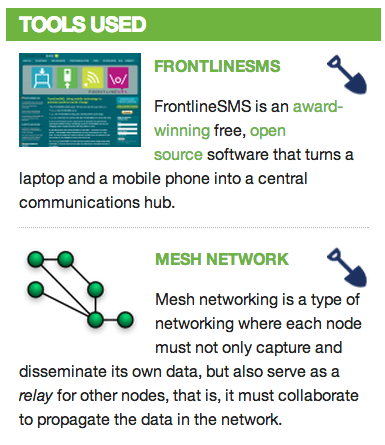 TOOLS USED
FRONTLINESMS
FrontlineSMS is an award-
winning free, open
source software that turns a
laptop and a mobile phone into a central
communications hub.
MESH NETWORK
Mesh networking is a type of
networking where each node
must not only capture and
disseminate its own data, but also serve as a
relay for other nodes, that is, it must collaborate
to propagate the data in the network.